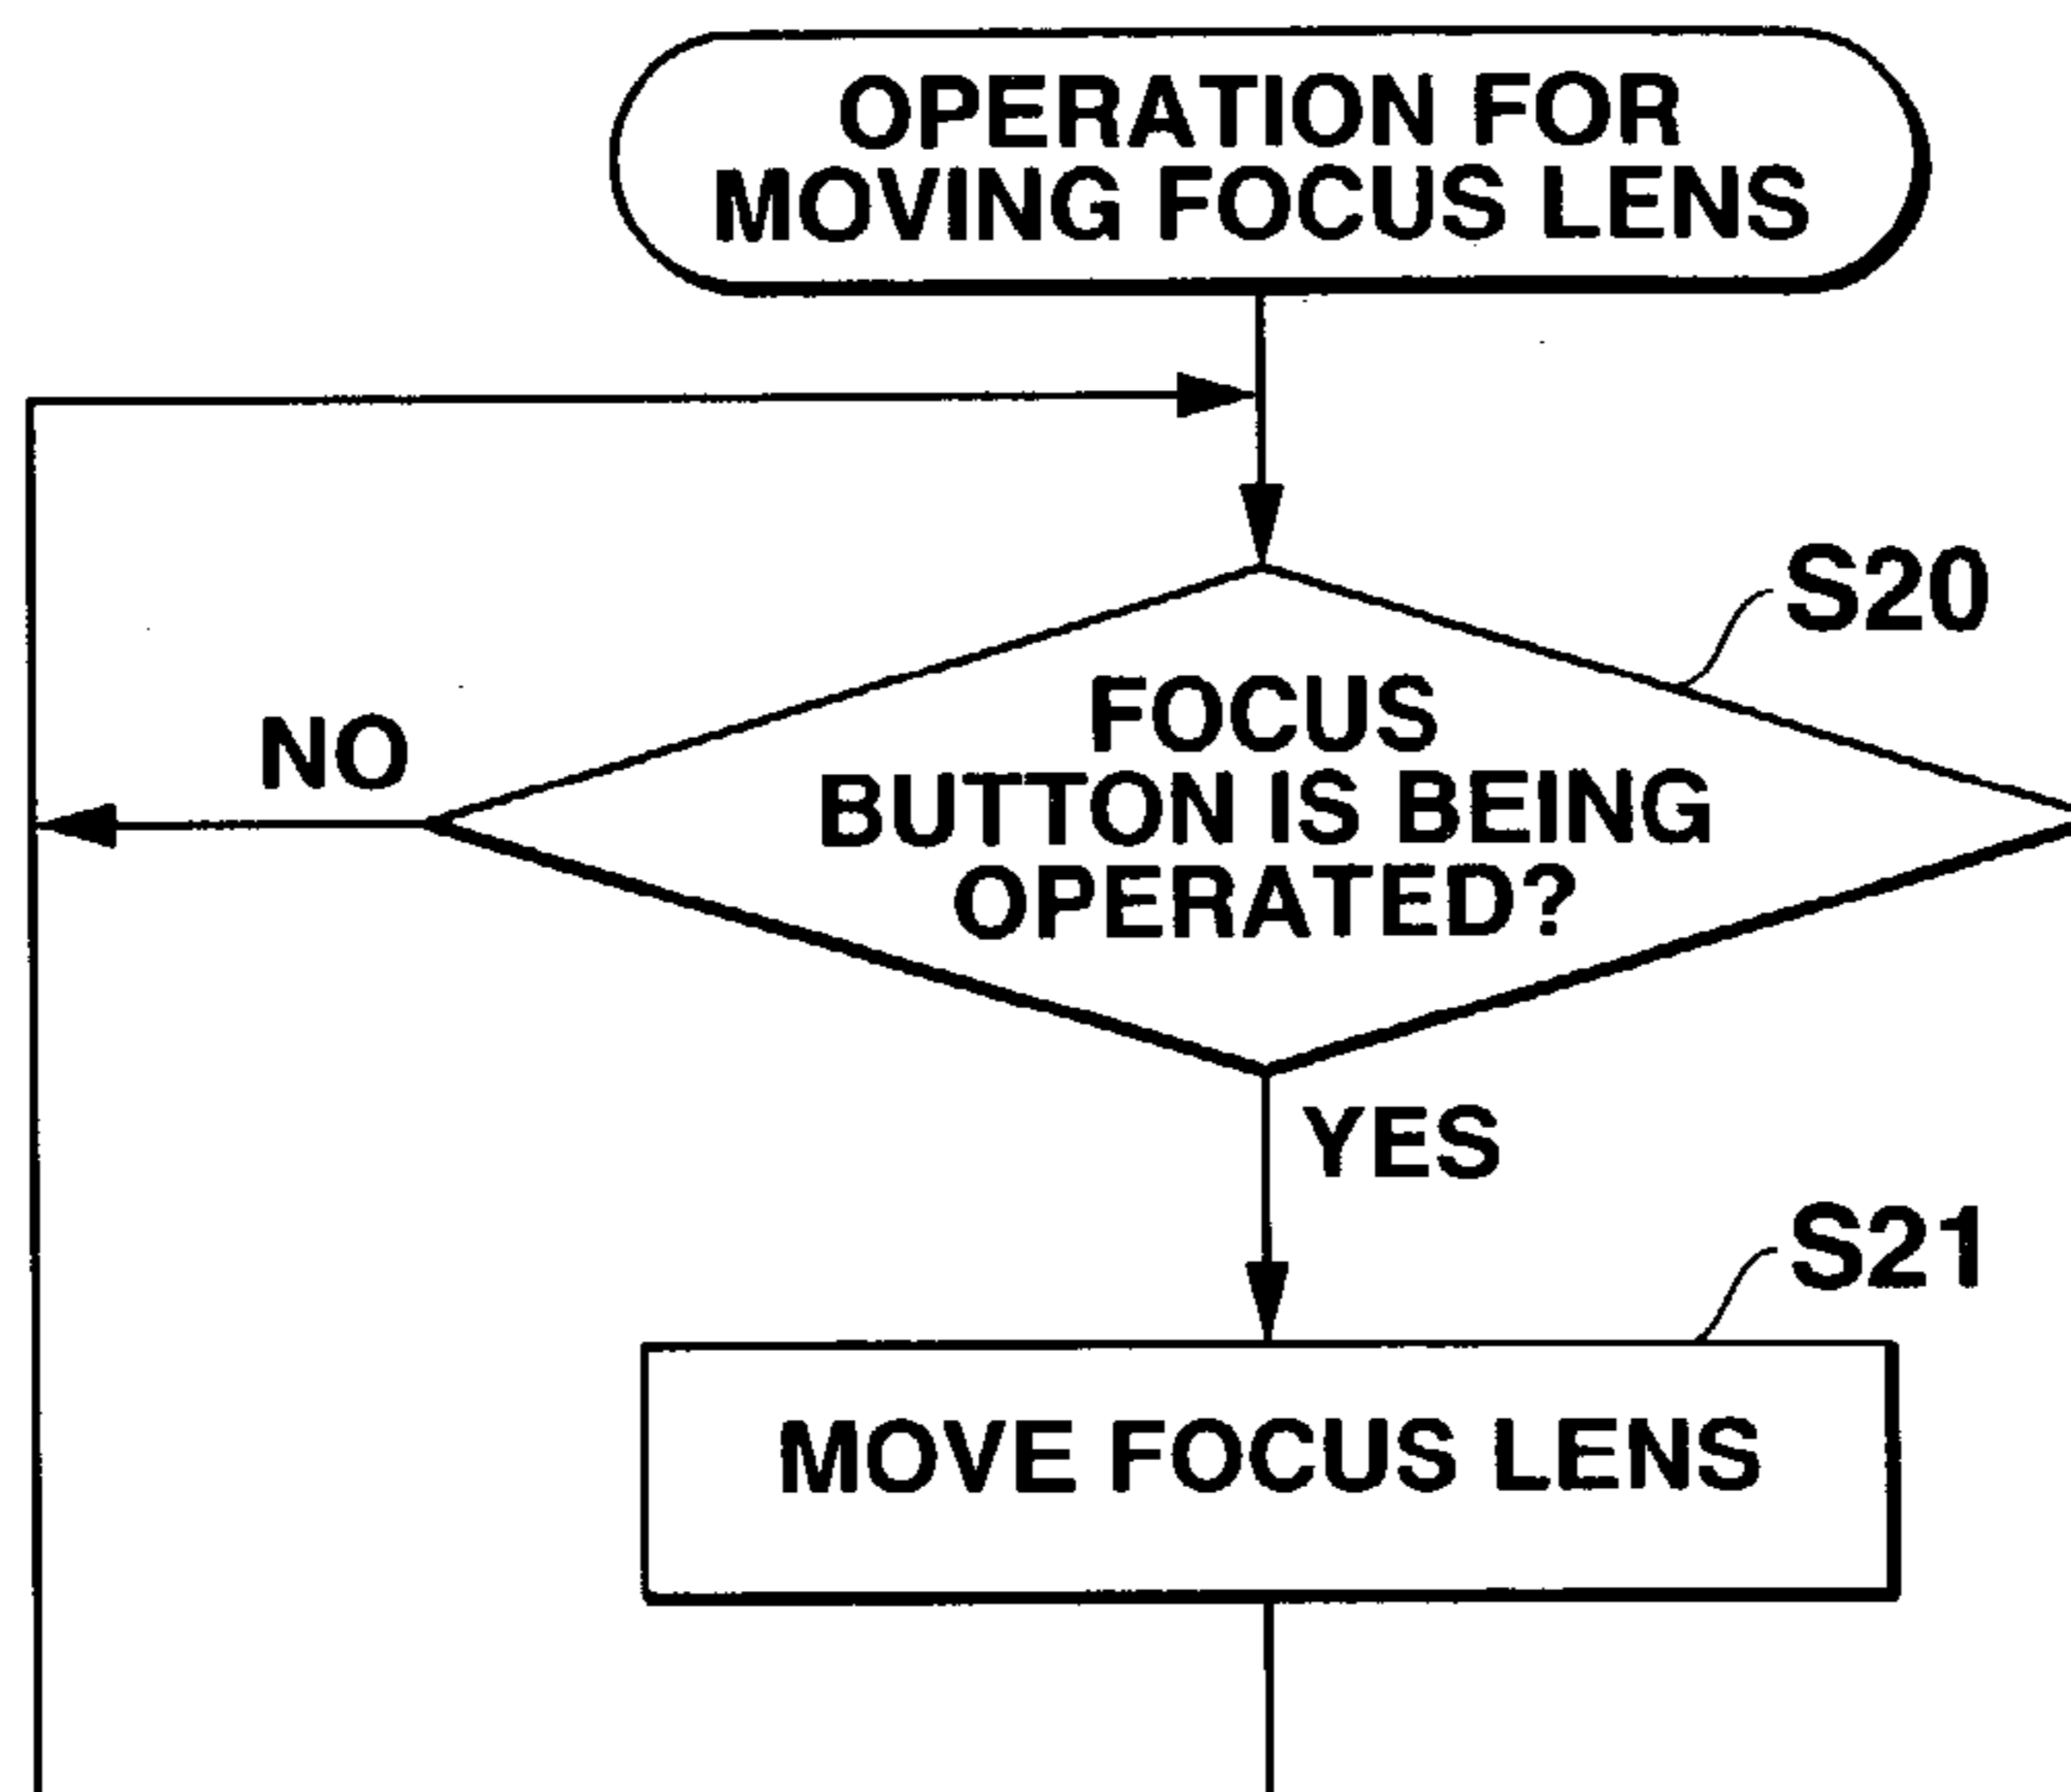 OPERATION FOR
MOVING FOCUS LENS
S20
FOCUS
BUTTON IS BEING
OPERATED?
NO
YES
S21
MOVE FOCUS LENS